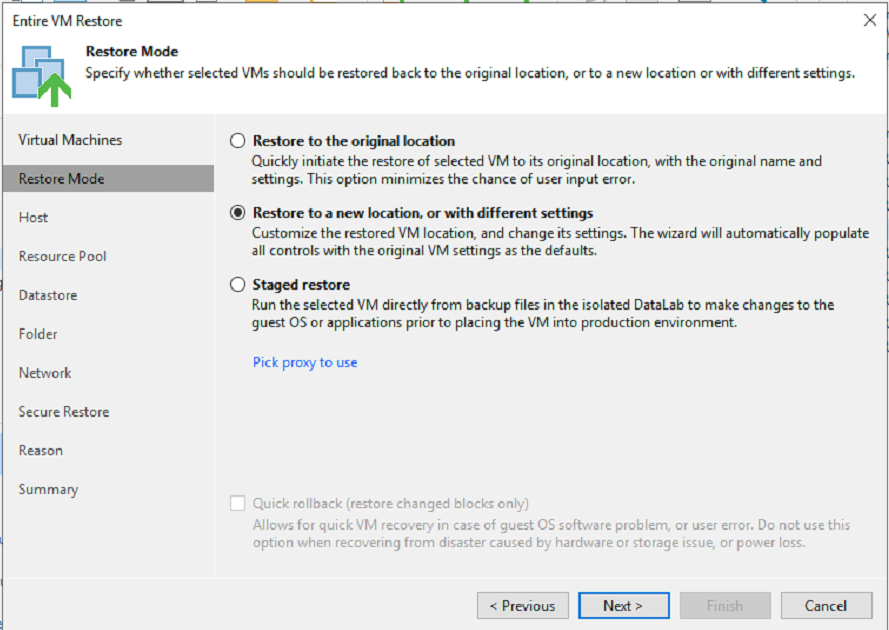 Entire VM Restore
Restore Mode
Specify whether selected VMs should be restored back to the original location, or to a new location or with different settings.
Virtual Machines
Restore Mode
Host
Resource Pool
Datastore
Folder
Network
Secure Restore
Reason
Summary
Restore to the original location
Quickly initiate the restore of selected VM to its original location, with the original name and
settings. This option minimizes the chance of user input error.
Restore to a new location, or with different settings
Customize the restored VM location, and change its settings. The wizard will automatically populate
all controls with the original VM settings as the defaults.
Staged restore
Run the selected VM directly from backup files in the isolated DataLab to make changes to the
guest OS or applications prior to placing the VM into production environment.
Pick proxy to use
Quick rollback (restore changed blocks only)
Allows for quick VM recovery in case of guest OS software problem, or user error. Do not use this
option when recovering from disaster caused by hardware or storage issue, or power loss.
< Previous
Next >
Finish
Cancel